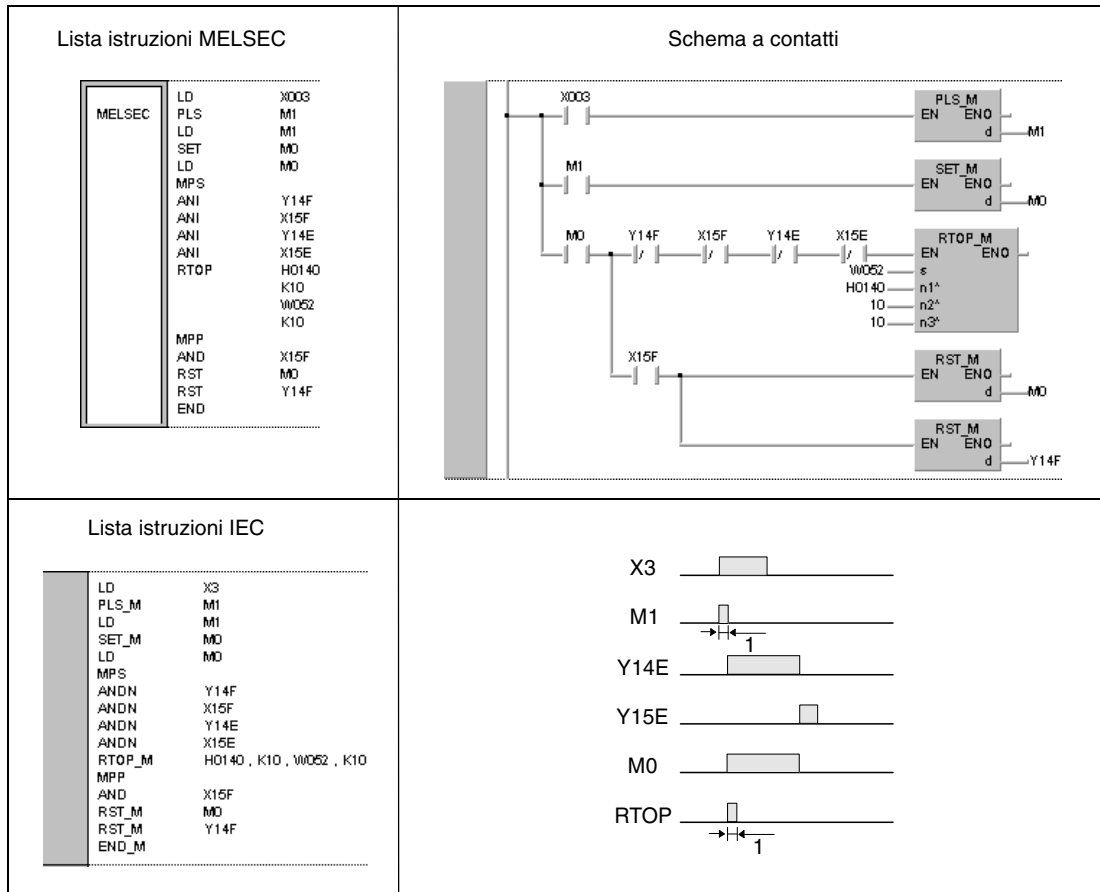 Lista istruzioni MELSEC
MELSEC
LD X003
PLS M1
LD M1
SET M0
LD M0
MPS
ANI Y14F
ANI X15F
ANI Y14E
ANI X15E
RTOP H0140
K10
W052
K10
MPP
AND X15F
RST M0
RST Y14F
END
Schema a contatti
X003
PLS_M
EN ENO
d M1
M1
SET_M
EN ENO
d M0
M0 Y14F X15F Y14E X15E
RTOP_M
EN ENO
W052 s
H0140 n1^
10 n2^
10 n3^
X15F
RST_M
EN ENO
d M0
RST_M
EN ENO
d Y14F
Lista istruzioni IEC
LD X3
PLS_M M1
LD M1
SET_M M0
LD M0
MPS
ANDN Y14F
ANDN X15F
ANDN Y14E
ANDN X15E
RTOP_M H0140 , K10 , W052 , K10
MPP
AND X15F
RST_M M0
RST_M Y14F
END_M
X3
M1
1
Y14E
Y15E
M0
RTOP
1